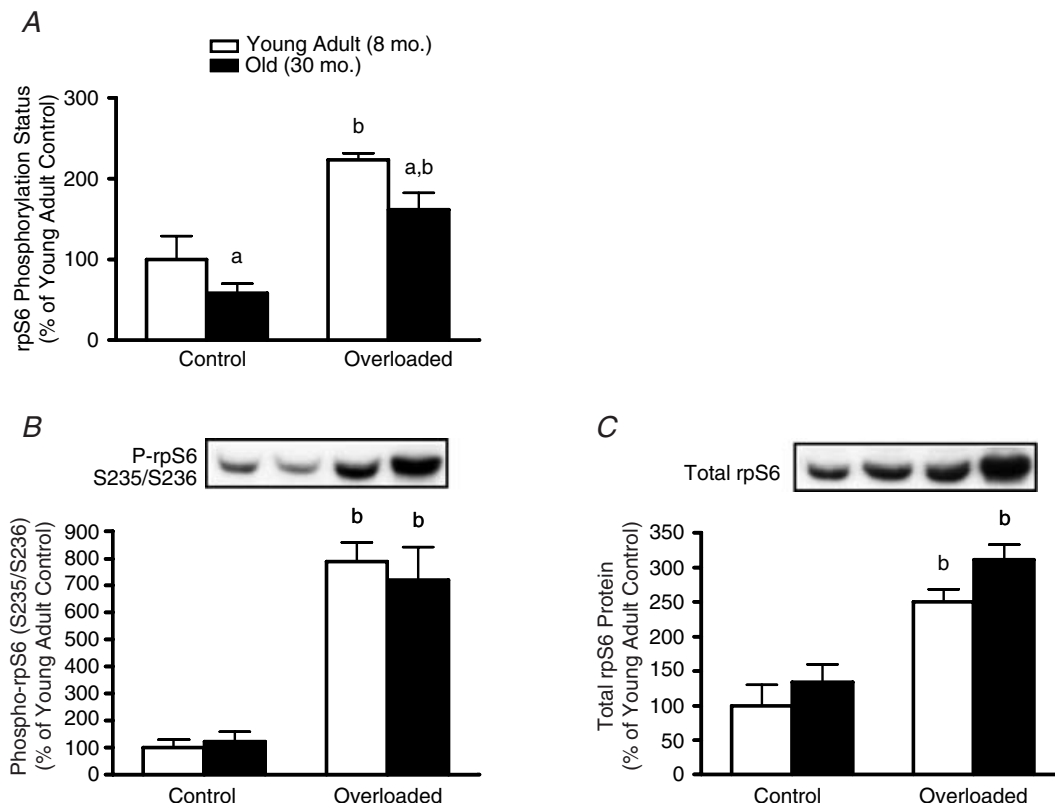 A
Young Adult (8 mo.)
Old (30 mo.)
rpS6 Phosphorylation Status
(% of Young Adult Control)
300
200
100
0
b
a,b
a
Control
Overloaded
B
P-rpS6
S235/S236
Phospho-rpS6 (S235/S236)
(% of Young Adult Control)
900
800
700
600
500
400
300
200
100
0
b
b
Control
Overloaded
C
Total rpS6
Total rpS6 Protein
(% of Young Adult Control)
350
300
250
200
150
100
50
0
b
b
Control
Overloaded